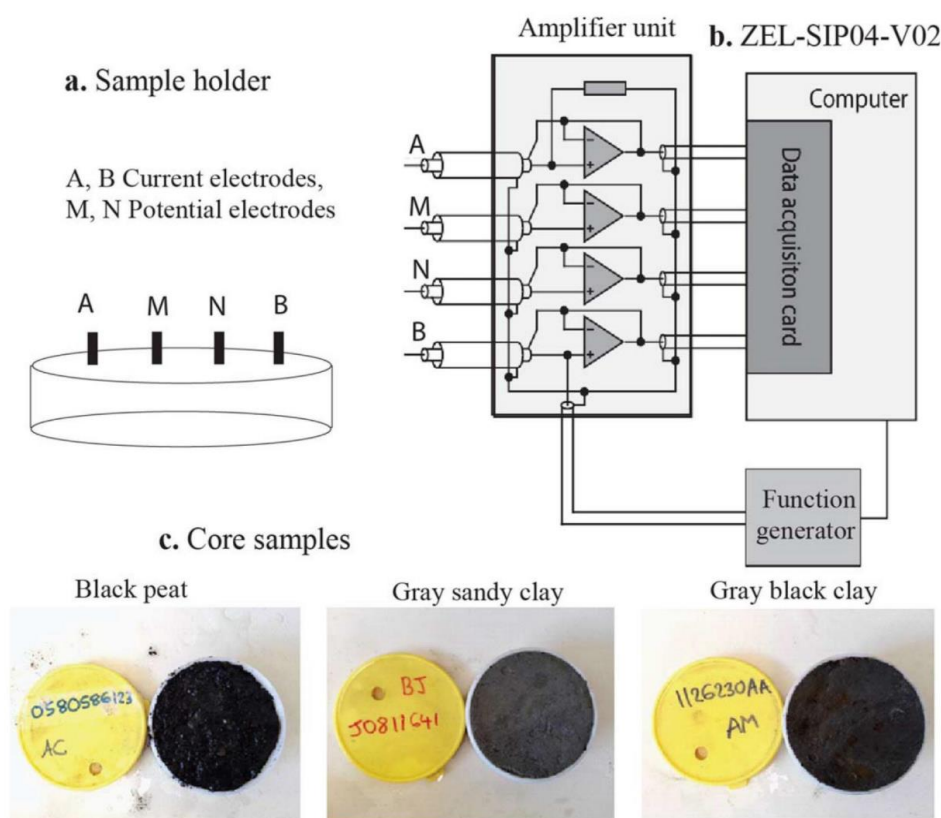 Amplifier unit
b. ZEL-SIP04-V02
a. Sample holder
Computer
A, B Current electrodes,
M, N Potential electrodes
A
M
N
B
Data acquisiton card
A M N B
Function
generator
c. Core samples
Black peat
Gray sandy clay
Gray black clay
0580586123
AC
BJ
J0811641
1126230AA
AM